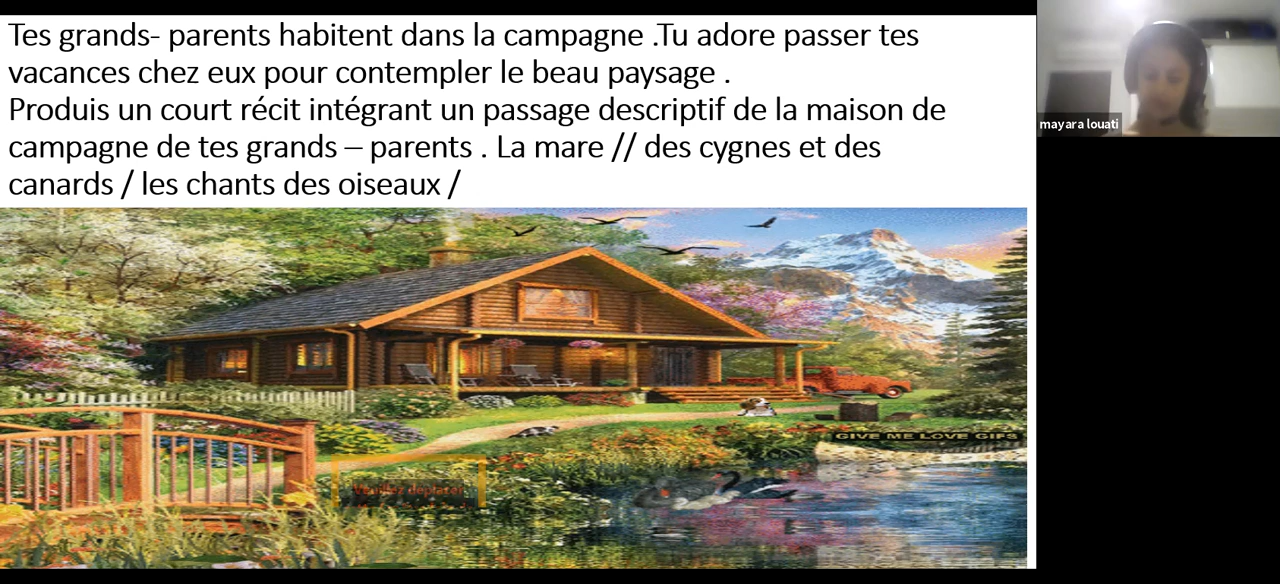 Tes grands- parents habitent dans la campagne .Tu adore passer tes
vacances chez eux pour contempler le beau paysage .
Produis un court récit intégrant un passage descriptif de la maison de
campagne de tes grands – parents . La mare // des cygnes et des
canards / les chants des oiseaux /
mayara louati
GIVE ME LOVE GIFS
Veuillez deplacer